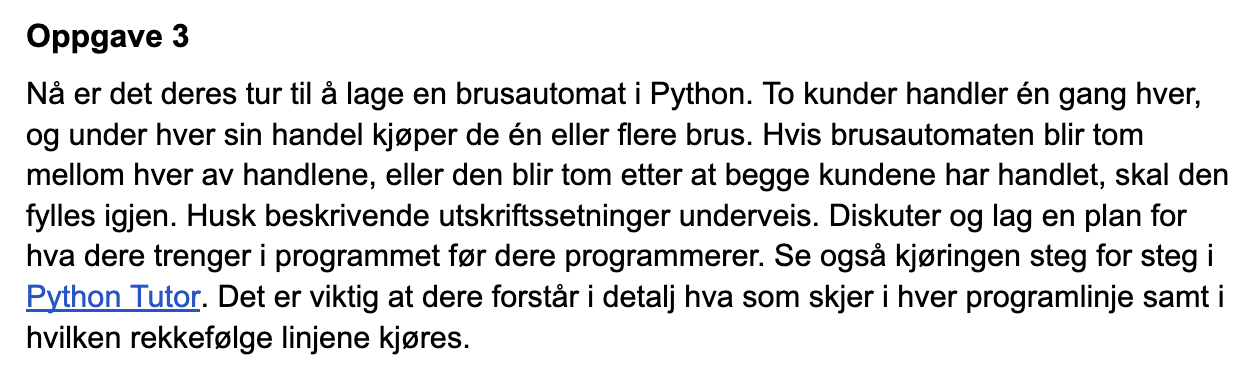 Oppgave 3
Nå er det deres tur til å lage en brusautomat i Python. To kunder handler én gang hver,
og under hver sin handel kjøper de én eller flere brus. Hvis brusautomaten blir tom
mellom hver av handlene, eller den blir tom etter at begge kundene har handlet, skal den
fylles igjen. Husk beskrivende utskriftssetninger underveis. Diskuter og lag en plan for
hva dere trenger i programmet før dere programmerer. Se også kjøringen steg for steg i
Python Tutor. Det er viktig at dere forstår i detalj hva som skjer i hver programlinje samt i
hvilken rekkefølge linjene kjøres.